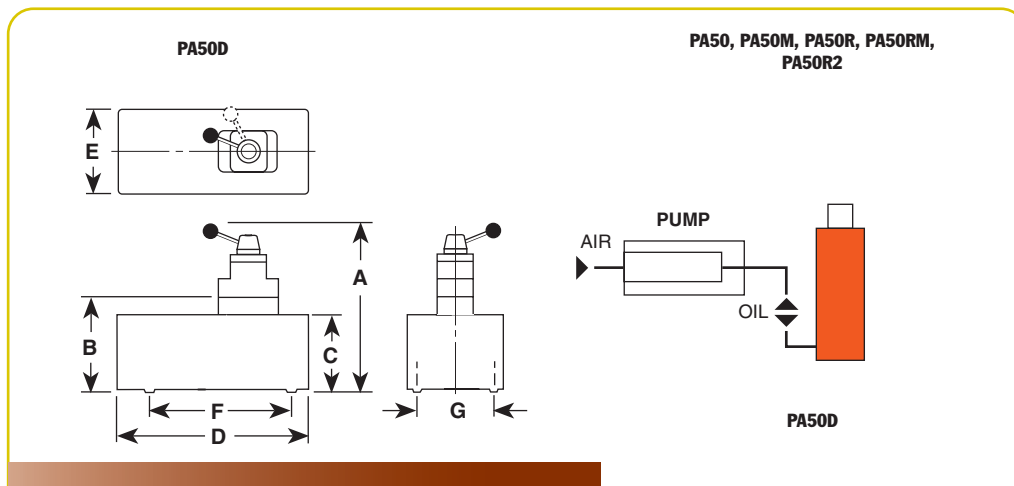 PA50D
PA50, PA50M, PA50R, PA50RM,
PA50R2
E
A
B
C
F
D
G
PUMP
AIR
OIL
PA50D